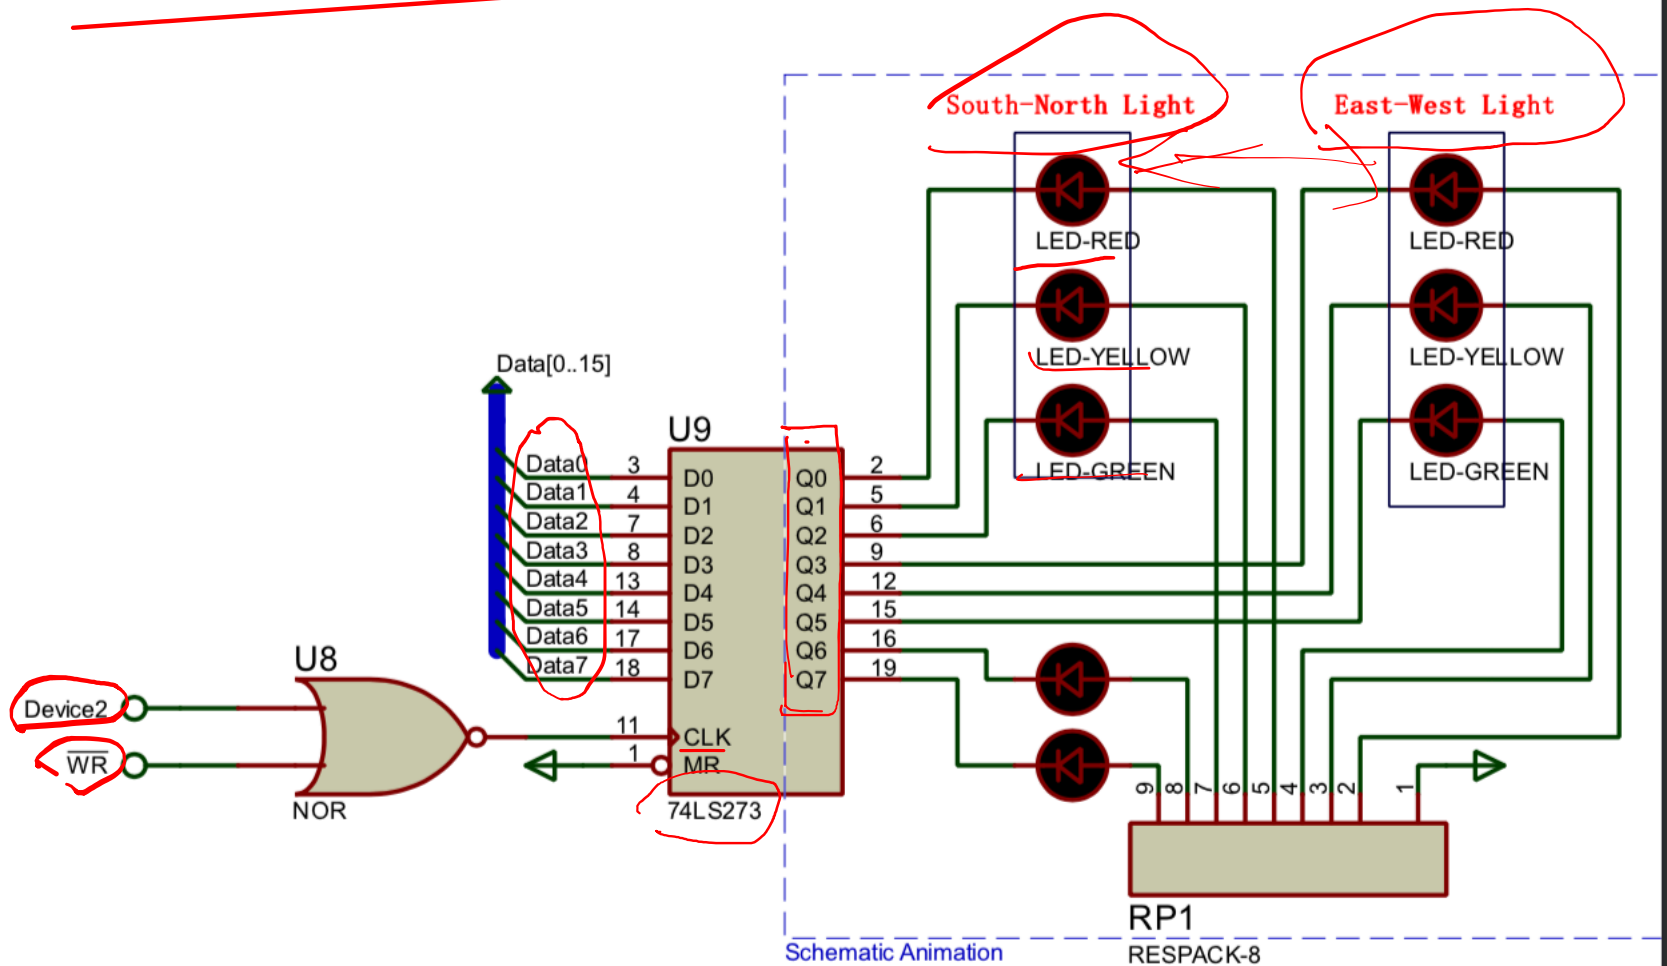 South-North Light
East-West Light
LED-RED
LED-RED
LED-YELLOW
LED-YELLOW
LED-GREEN
LED-GREEN
Data[0..15]
U9
Data0 3 D0 Q0 2
Data1 4 D1 Q1 5
Data2 7 D2 Q2 6
Data3 8 D3 Q3 9
Data4 13 D4 Q4 12
Data5 14 D5 Q5 15
Data6 17 D6 Q6 16
Data7 18 D7 Q7 19
U8
Device2
11 CLK
W̅R̅
1 MR
NOR
74LS273
9 8 7 6 5 4 3 2 1
RP1
Schematic Animation
RESPACK-8